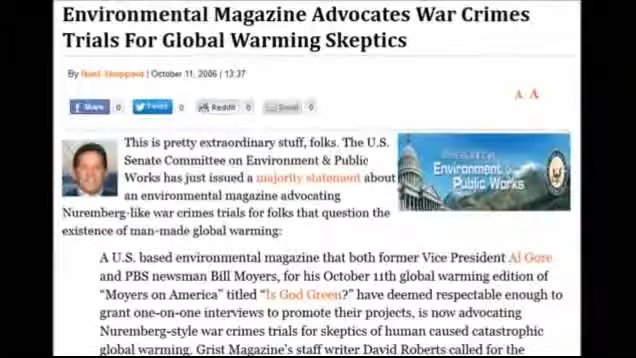 Environmental Magazine Advocates War Crimes
Trials For Global Warming Skeptics
By Noel Sheppard | October 11, 2006 | 13:37
A A
Share 0 Tweet 0 Reddit 0 Email 0
This is pretty extraordinary stuff, folks. The U.S.
Senate Committee on Environment & Public
Works has just issued a majority statement about
an environmental magazine advocating
Nuremberg-like war crimes trials for folks that question the
existence of man-made global warming:
Environment
Public Works
A U.S. based environmental magazine that both former Vice President Al Gore
and PBS newsman Bill Moyers, for his October 11th global warming edition of
“Moyers on America” titled “Is God Green?” have deemed respectable enough to
grant one-on-one interviews to promote their projects, is now advocating
Nuremberg-style war crimes trials for skeptics of human caused catastrophic
global warming. Grist Magazine’s staff writer David Roberts called for the